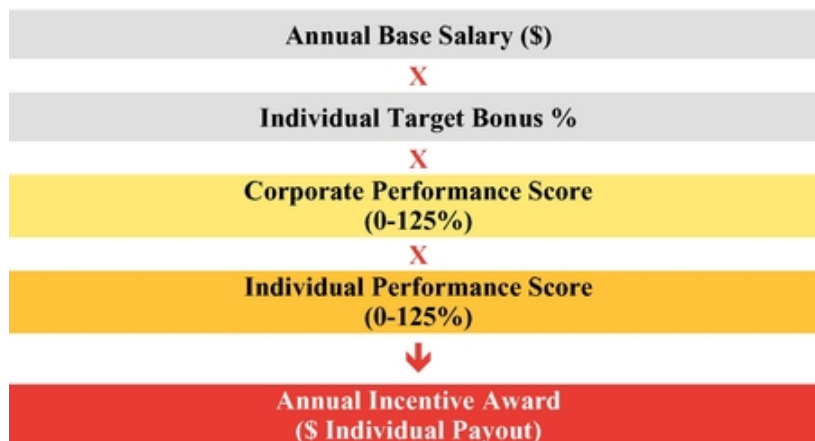 Annual Base Salary ($)
X
Individual Target Bonus %
X
Corporate Performance Score
(0-125%)
X
Individual Performance Score
(0-125%)
Annual Incentive Award
($ Individual Payout)